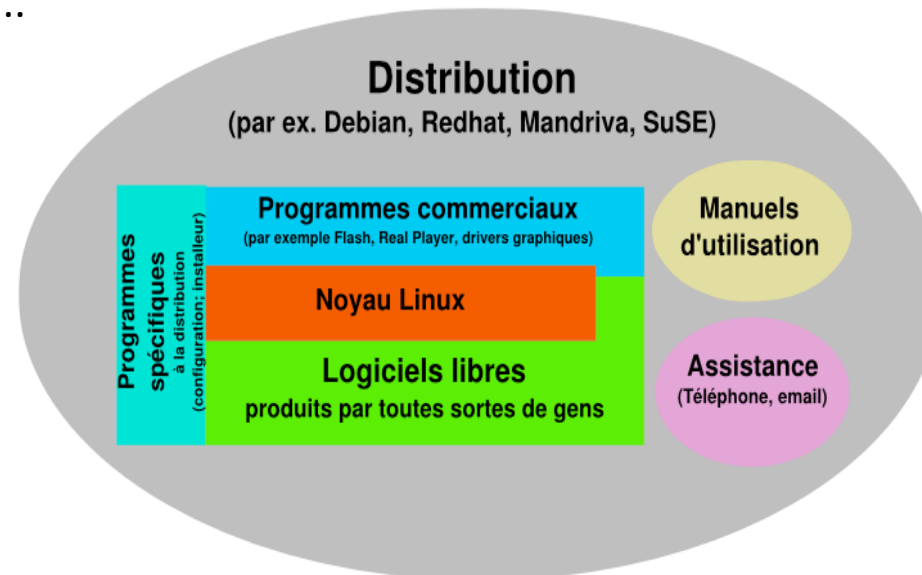 ..
Distribution
(par ex. Debian, Redhat, Mandriva, SuSE)
Programmes
spécifiques
à la distribution
(configuration; installeur)
Programmes commerciaux
(par exemple Flash, Real Player, drivers graphiques)
Noyau Linux
Logiciels libres
produits par toutes sortes de gens
Manuels
d'utilisation
Assistance
(Téléphone, email)